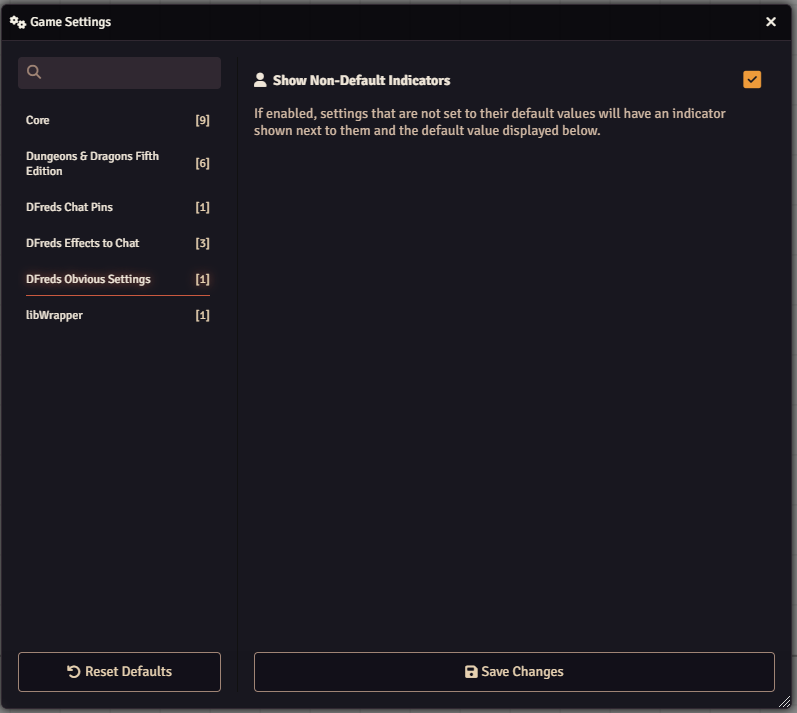 Game Settings
Core [9]
Dungeons & Dragons Fifth
Edition [6]
DFreds Chat Pins [1]
DFreds Effects to Chat [3]
DFreds Obvious Settings [1]
libWrapper [1]
Reset Defaults
Show Non-Default Indicators
If enabled, settings that are not set to their default values will have an indicator
shown next to them and the default value displayed below.
Save Changes